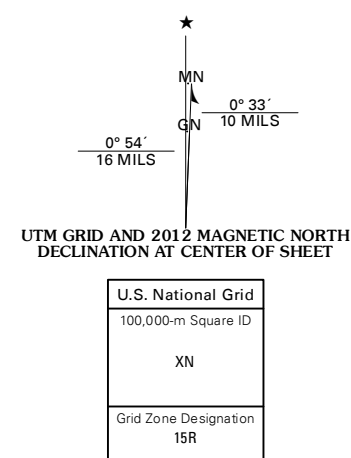 ★
MN
0° 33´
10 MILS
GN
0° 54´
16 MILS
UTM GRID AND 2012 MAGNETIC NORTH
DECLINATION AT CENTER OF SHEET
U.S. National Grid
100,000-m Square ID
XN
Grid Zone Designation
15R